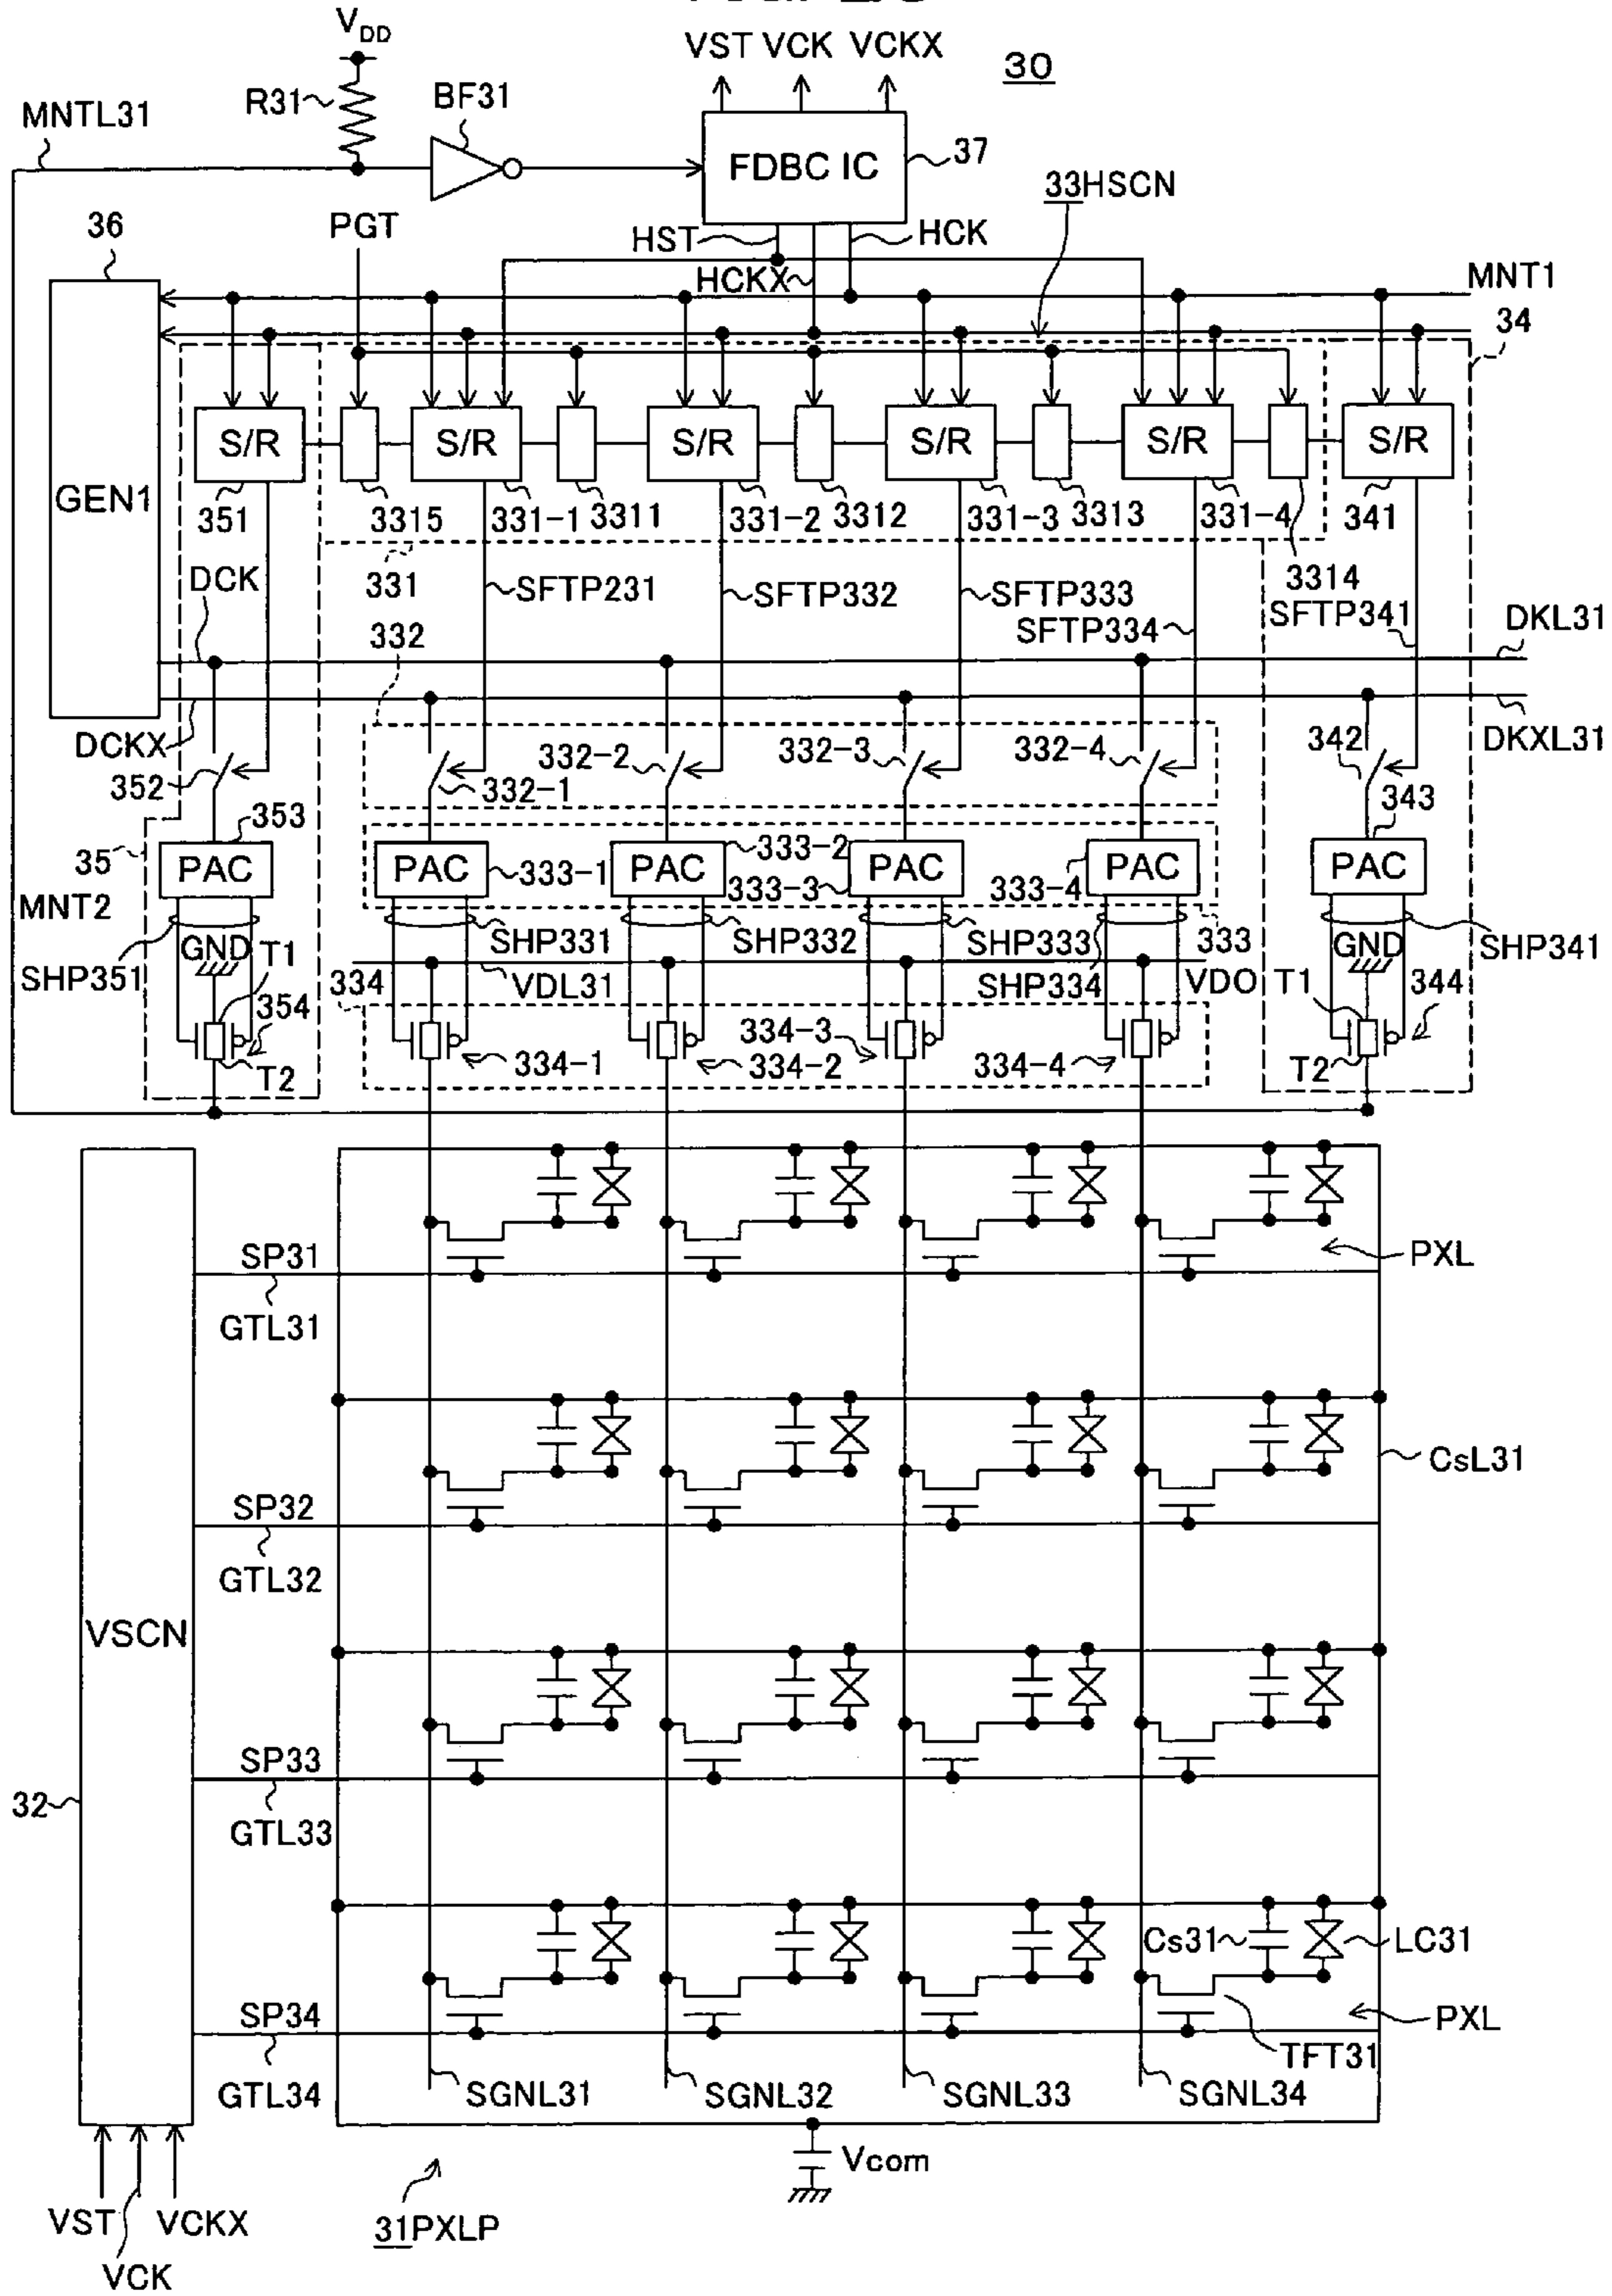 V_DD
VST VCK VCKX
30
R31
BF31
MNTL31
FDBC IC
37
33HSCN
36
PGT
HST
HCK
HCKX
MNT1
34
GEN1
S/R S/R S/R S/R S/R S/R
351 3315 331-1 3311 331-2 3312 331-3 3313 331-4 341
331
3314
DCK
SFTP231 SFTP332 SFTP333
SFTP341
SFTP334
332
DKL31
DCKX
DKXL31
352
332-1
332-2
332-3
332-4
342
343
353
35
PAC PAC PAC PAC PAC PAC
333-1
333-2
333-3
333-4
MNT2
SHP351
GND
T1
SHP331 SHP332 SHP333
333
GND
SHP341
334
VDL31
SHP334
VDO
T1
354
T2
334-1
334-2
334-3
334-4
344
T2
SP31
GTL31
PXL
SP32
GTL32
CsL31
VSCN
32
SP33
GTL33
Cs31
LC31
SP34
GTL34
PXL
TFT31
SGNL31 SGNL32 SGNL33 SGNL34
Vcom
VST VCKX
VCK
31PXLP